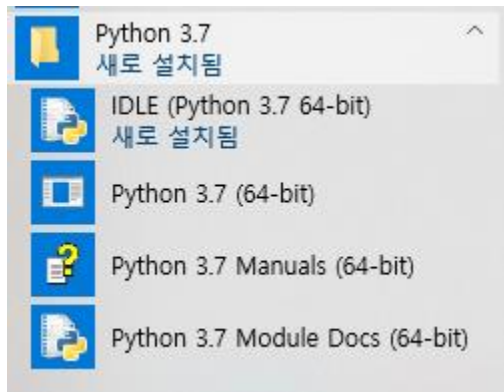 Python 3.7
새로 설치됨
IDLE (Python 3.7 64-bit)
새로 설치됨
Python 3.7 (64-bit)
Python 3.7 Manuals (64-bit)
Python 3.7 Module Docs (64-bit)